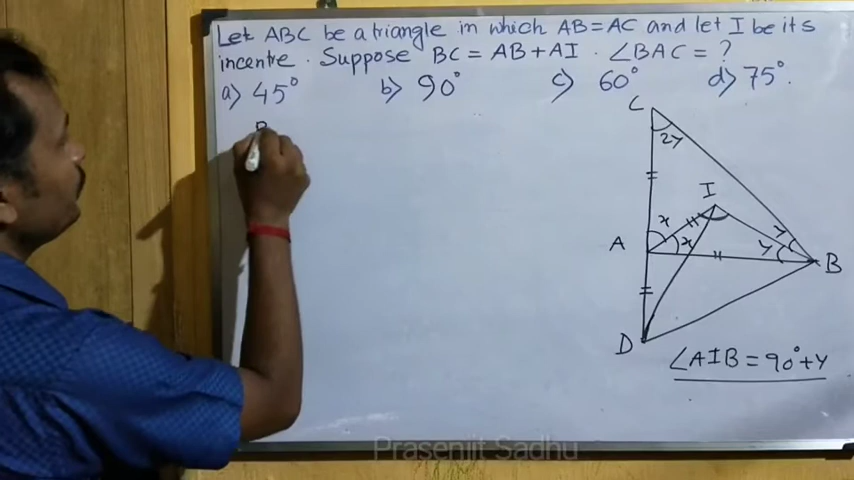 Let ABC be a triangle in which AB=AC and let I be its
incentre. Suppose BC = AB+AI. ∠BAC = ?
a) 45° b) 90° c) 60° d) 75°.
C
2y
I
x
x
A
y
y
B
D
∠AIB = 90°+y
Prasenjit Sadhu